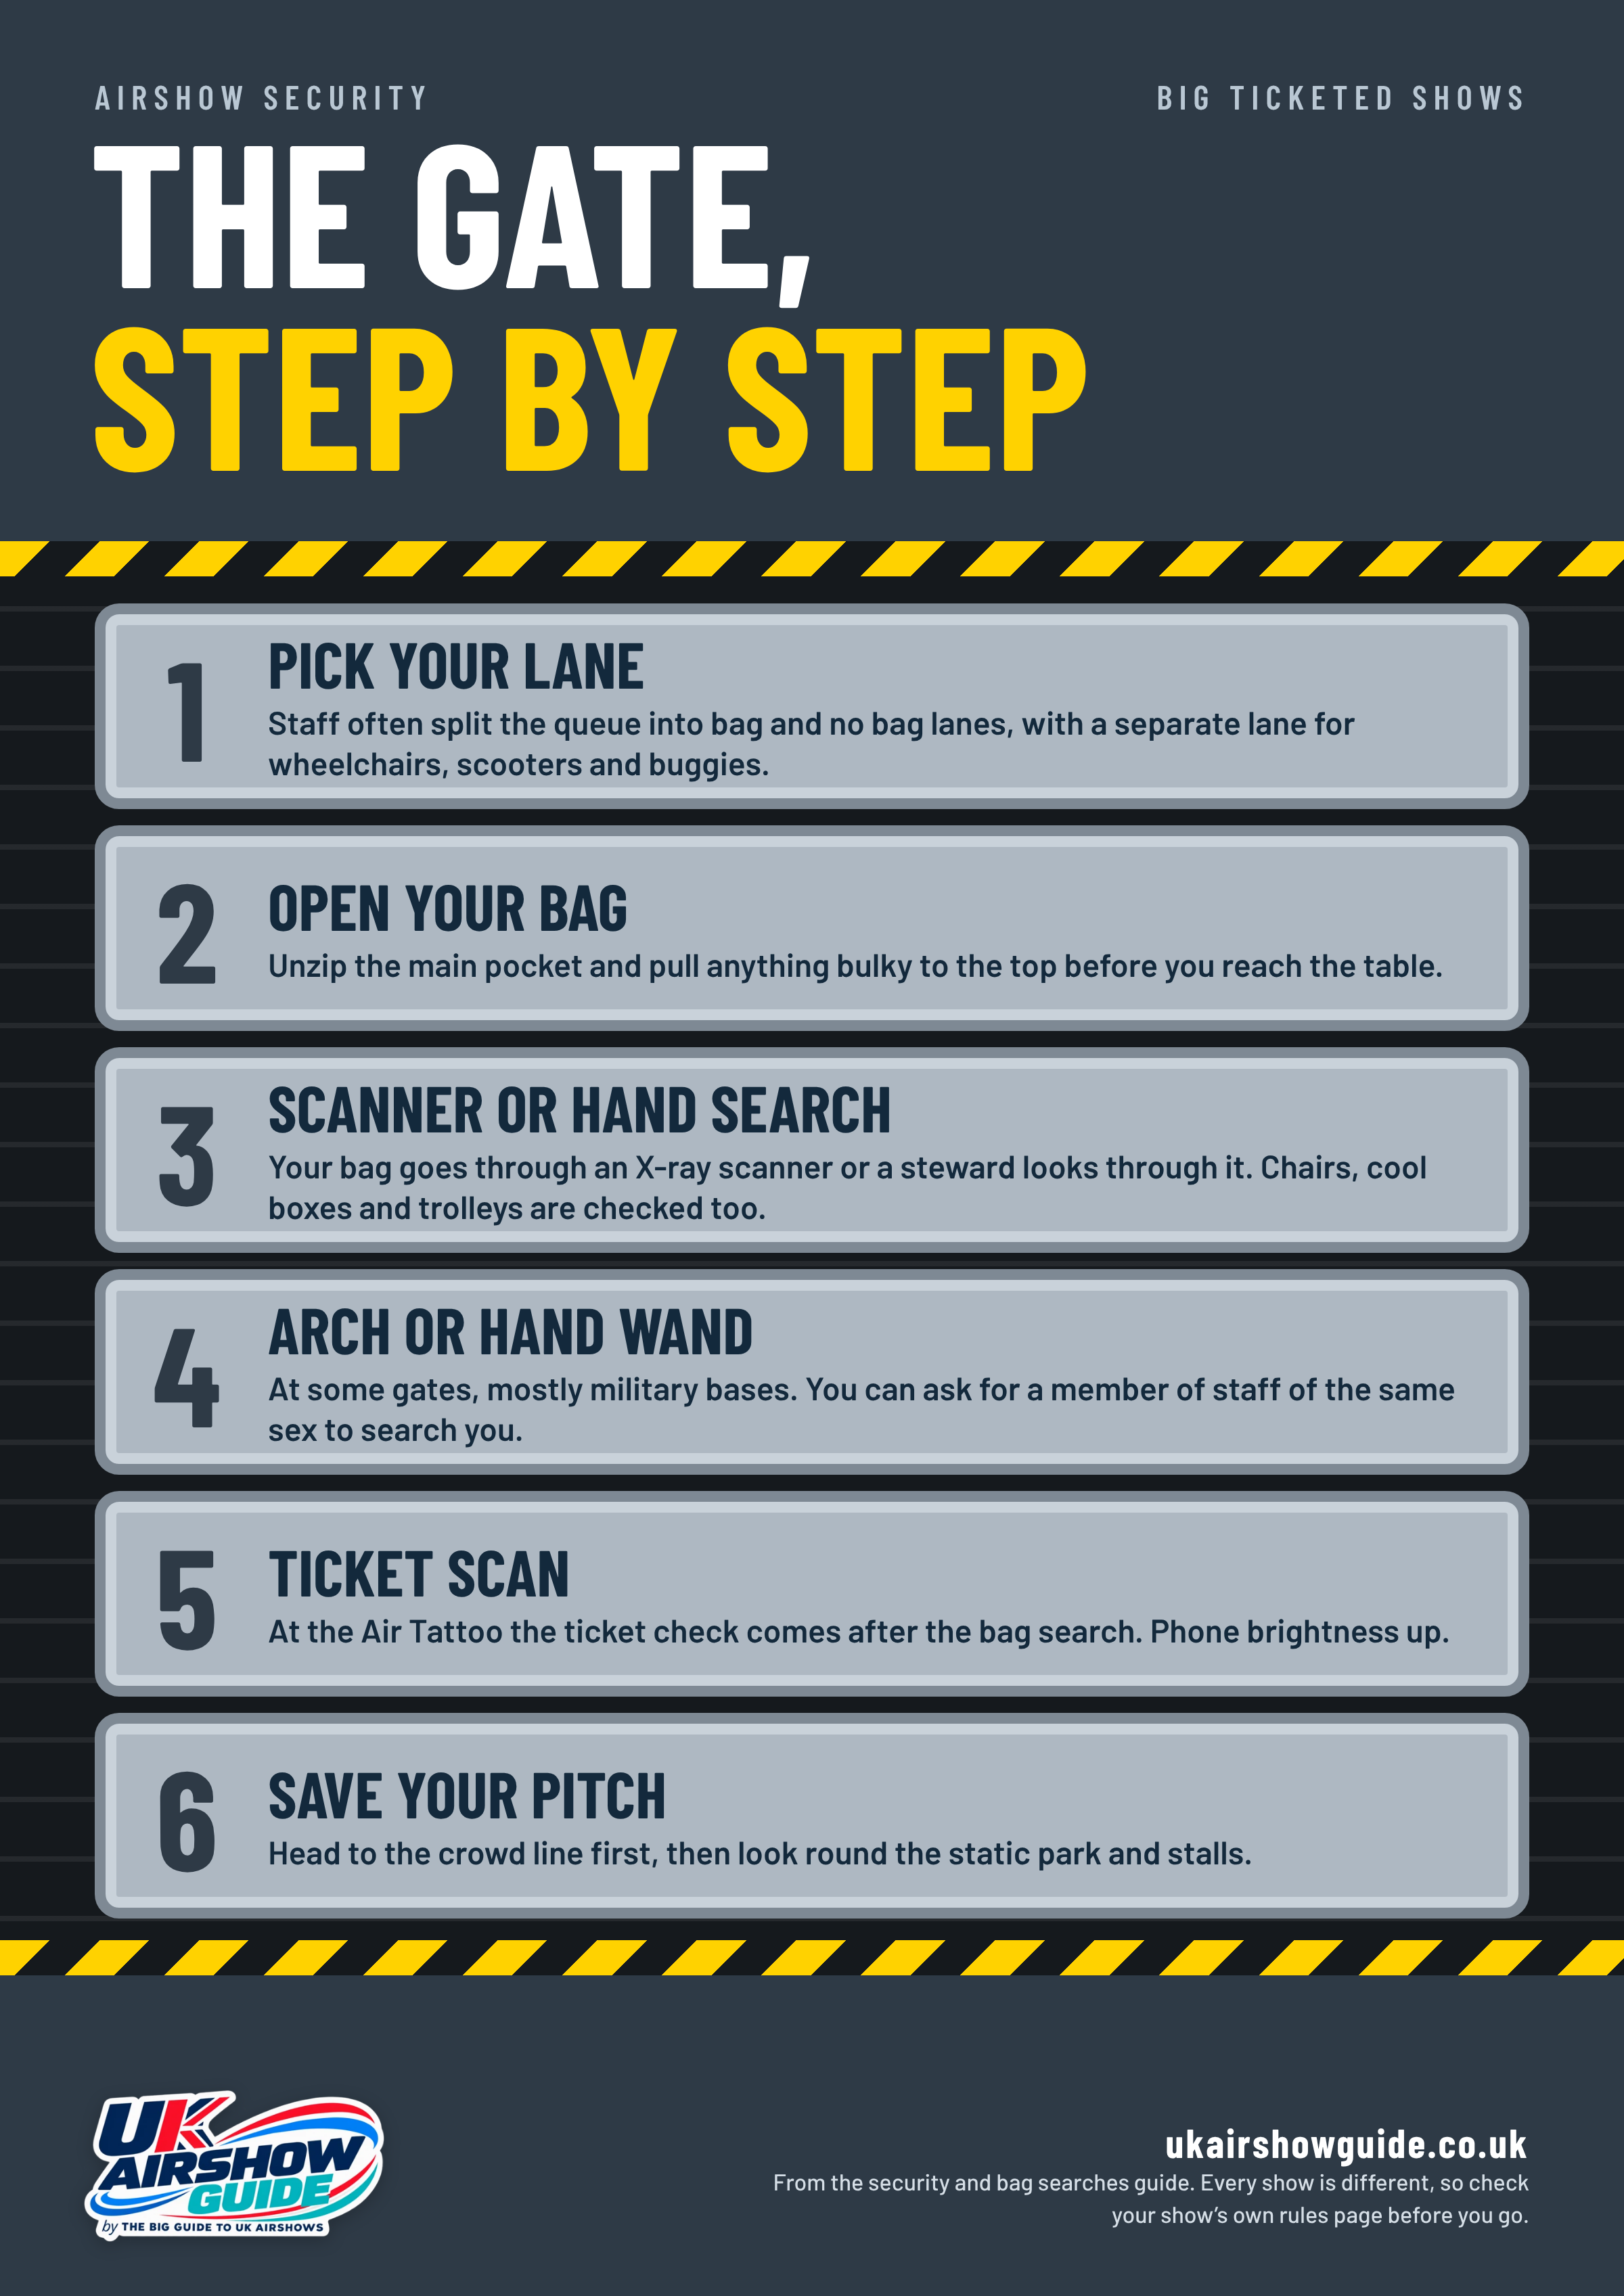 AIRSHOW SECURITY
BIG TICKETED SHOWS
THE GATE,
STEP BY STEP
1
PICK YOUR LANE
Staff often split the queue into bag and no bag lanes, with a separate lane for
wheelchairs, scooters and buggies.
2
OPEN YOUR BAG
Unzip the main pocket and pull anything bulky to the top before you reach the table.
3
SCANNER OR HAND SEARCH
Your bag goes through an X-ray scanner or a steward looks through it. Chairs, cool
boxes and trolleys are checked too.
4
ARCH OR HAND WAND
At some gates, mostly military bases. You can ask for a member of staff of the same
sex to search you.
5
TICKET SCAN
At the Air Tattoo the ticket check comes after the bag search. Phone brightness up.
6
SAVE YOUR PITCH
Head to the crowd line first, then look round the static park and stalls.
UK
AIRSHOW
GUIDE
by THE BIG GUIDE TO UK AIRSHOWS
ukairshowguide.co.uk
From the security and bag searches guide. Every show is different, so check
your show’s own rules page before you go.